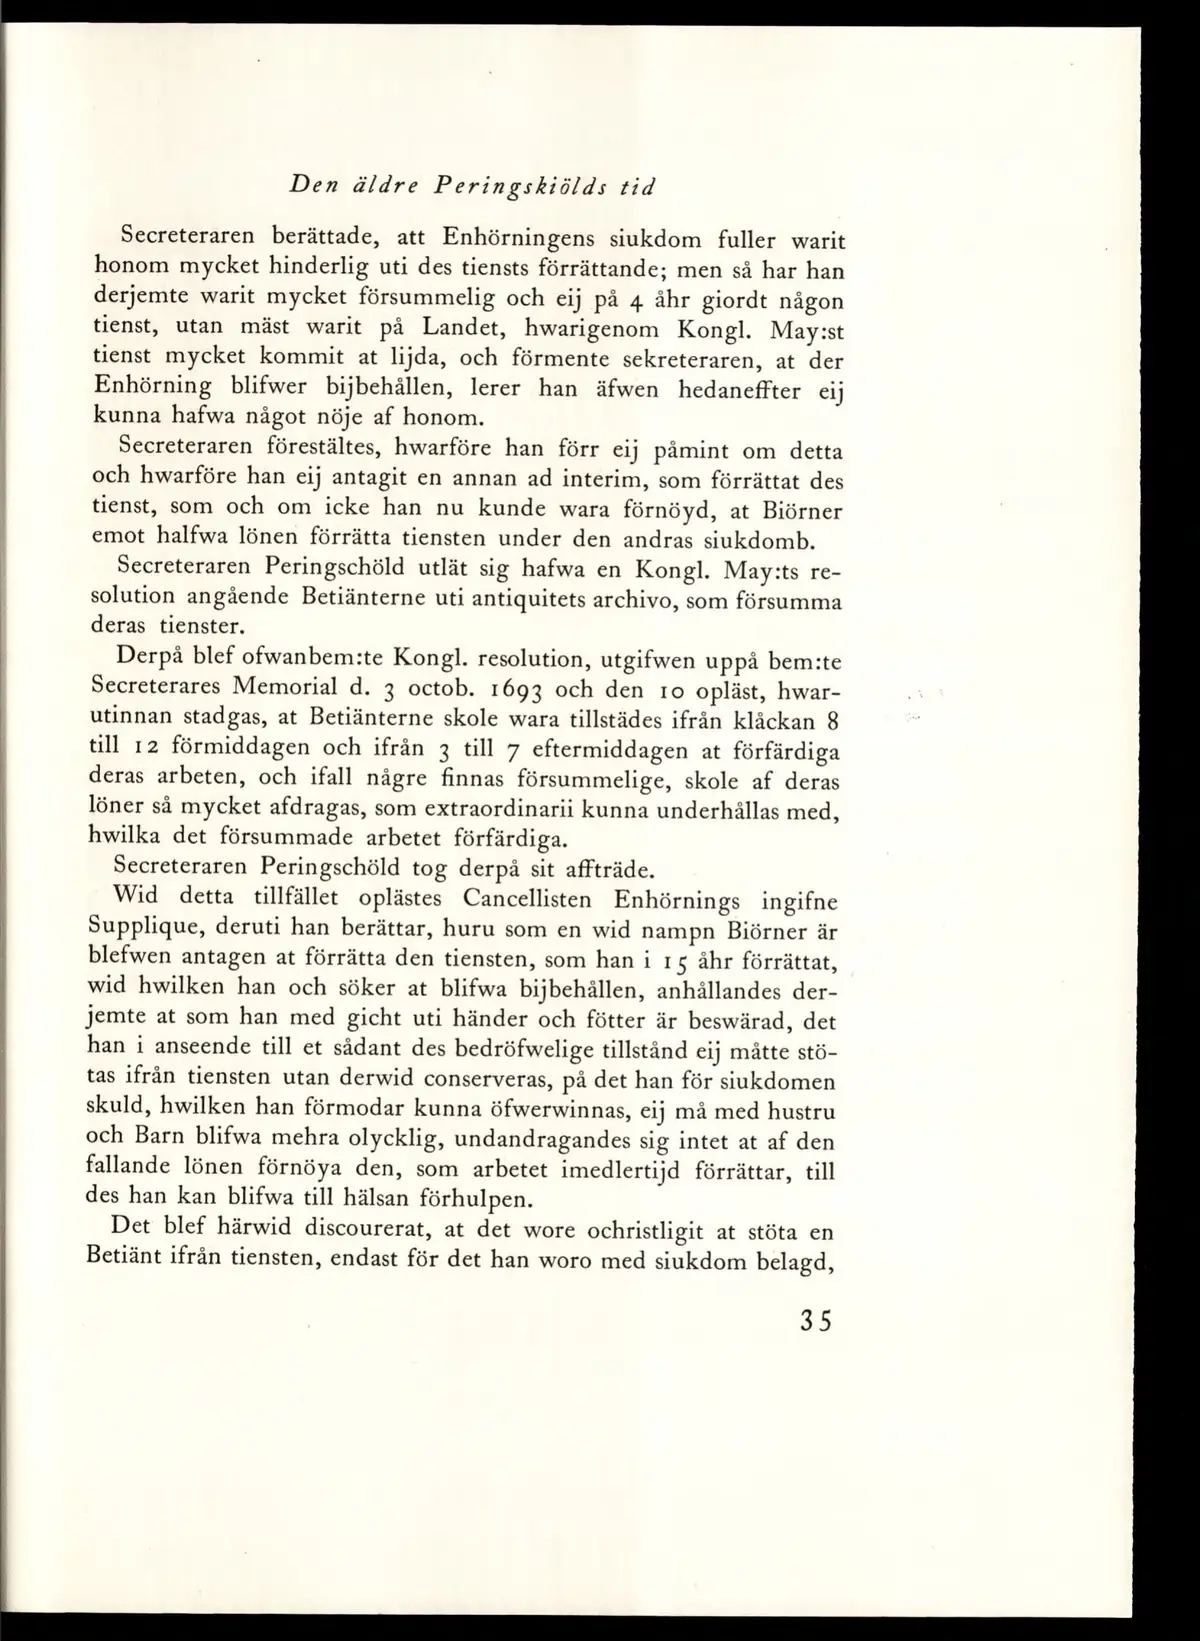 Den äldre Peringskiölds tid
Secreteraren berättade, att Enhörningens siukdom fuller warit
honom mycket hinderlig uti des tiensts förrättande; men så har han
derjemte warit mycket försummelig och eij på 4 åhr giordt någon
tienst, utan mäst warit på Landet, hwarigenom Kongl. May:st
tienst mycket kommit at lijda, och förmente sekreteraren, at der
Enhörning blifwer bijbehållen, lerer han äfwen hedaneffter eij
kunna hafwa något nöje af honom.
Secreteraren förestältes, hwarföre han förr eij påmint om detta
och hwarföre han eij antagit en annan ad interim, som förrättat des
tienst, som och om icke han nu kunde wara förnöyd, at Biörner
emot halfwa lönen förrätta tiensten under den andras siukdomb.
Secreteraren Peringschöld utlät sig hafwa en Kongl. May:ts re-
solution angående Betiänterne uti antiquitets archivo, som försumma
deras tienster.
Derpå blef ofwanbem:te Kongl. resolution, utgifwen uppå bem:te
Secreterares Memorial d. 3 octob. 1693 och den 10 opläst, hwar-
utinnan stadgas, at Betiänterne skole wara tillstädes ifrån klåckan 8
till 12 förmiddagen och ifrån 3 till 7 eftermiddagen at förfärdiga
deras arbeten, och ifall någre finnas försummelige, skole af deras
löner så mycket afdragas, som extraordinarii kunna underhållas med,
hwilka det försummade arbetet förfärdiga.
Secreteraren Peringschöld tog derpå sit affträde.
Wid detta tillfället oplästes Cancellisten Enhörnings ingifne
Supplique, deruti han berättar, huru som en wid nampn Biörner är
blefwen antagen at förrätta den tiensten, som han i 15 åhr förrättat,
wid hwilken han och söker at blifwa bijbehållen, anhållandes der-
jemte at som han med gicht uti händer och fötter är beswärad, det
han i anseende till et sådant des bedröfwelige tillstånd eij måtte stö-
tas ifrån tiensten utan derwid conserveras, på det han för siukdomen
skuld, hwilken han förmodar kunna öfwerwinnas, eij må med hustru
och Barn blifwa mehra olycklig, undandragandes sig intet at af den
fallande lönen förnöya den, som arbetet imedlertijd förrättar, till
des han kan blifwa till hälsan förhulpen.
Det blef härwid discourerat, at det wore ochristligit at stöta en
Betiänt ifrån tiensten, endast för det han woro med siukdom belagd,
35